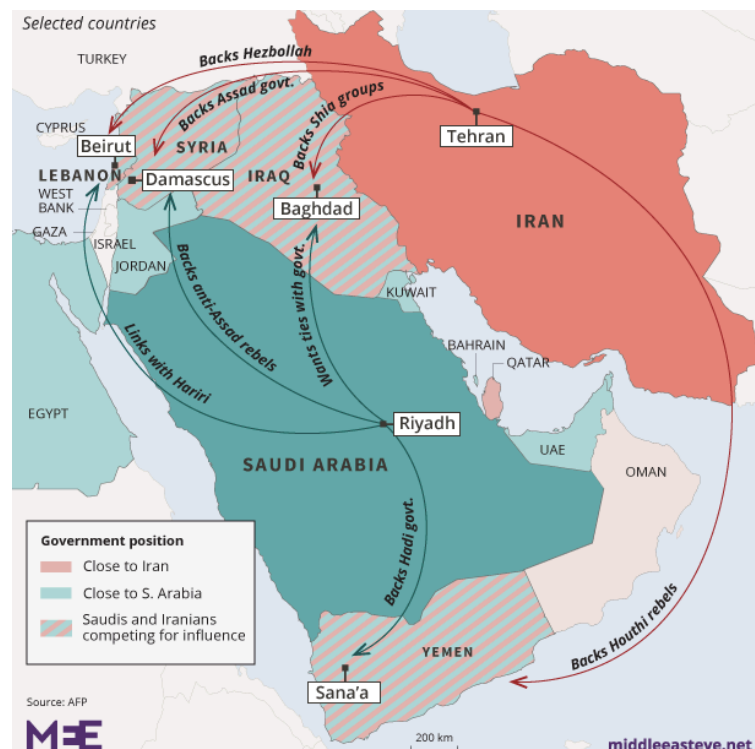 Selected countries
TURKEY
Backs Hezbollah
Backs Assad govt.
Backs Shia groups
CYPRUS
Beirut
SYRIA
Tehran
LEBANON
Damascus
IRAQ
WEST
BANK
Baghdad
IRAN
GAZA
ISRAEL
JORDAN
KUWAIT
Backs anti-Assad rebels
Wants ties with govt.
Links with Hariri
BAHRAIN
QATAR
EGYPT
Riyadh
UAE
SAUDI ARABIA
OMAN
Backs Hadi govt.
Government position
Close to Iran
Close to S. Arabia
Saudis and Iranians
competing for influence
Backs Houthi rebels
YEMEN
Sana'a
Source: AFP
MEE
200 km
middleeasteye.net